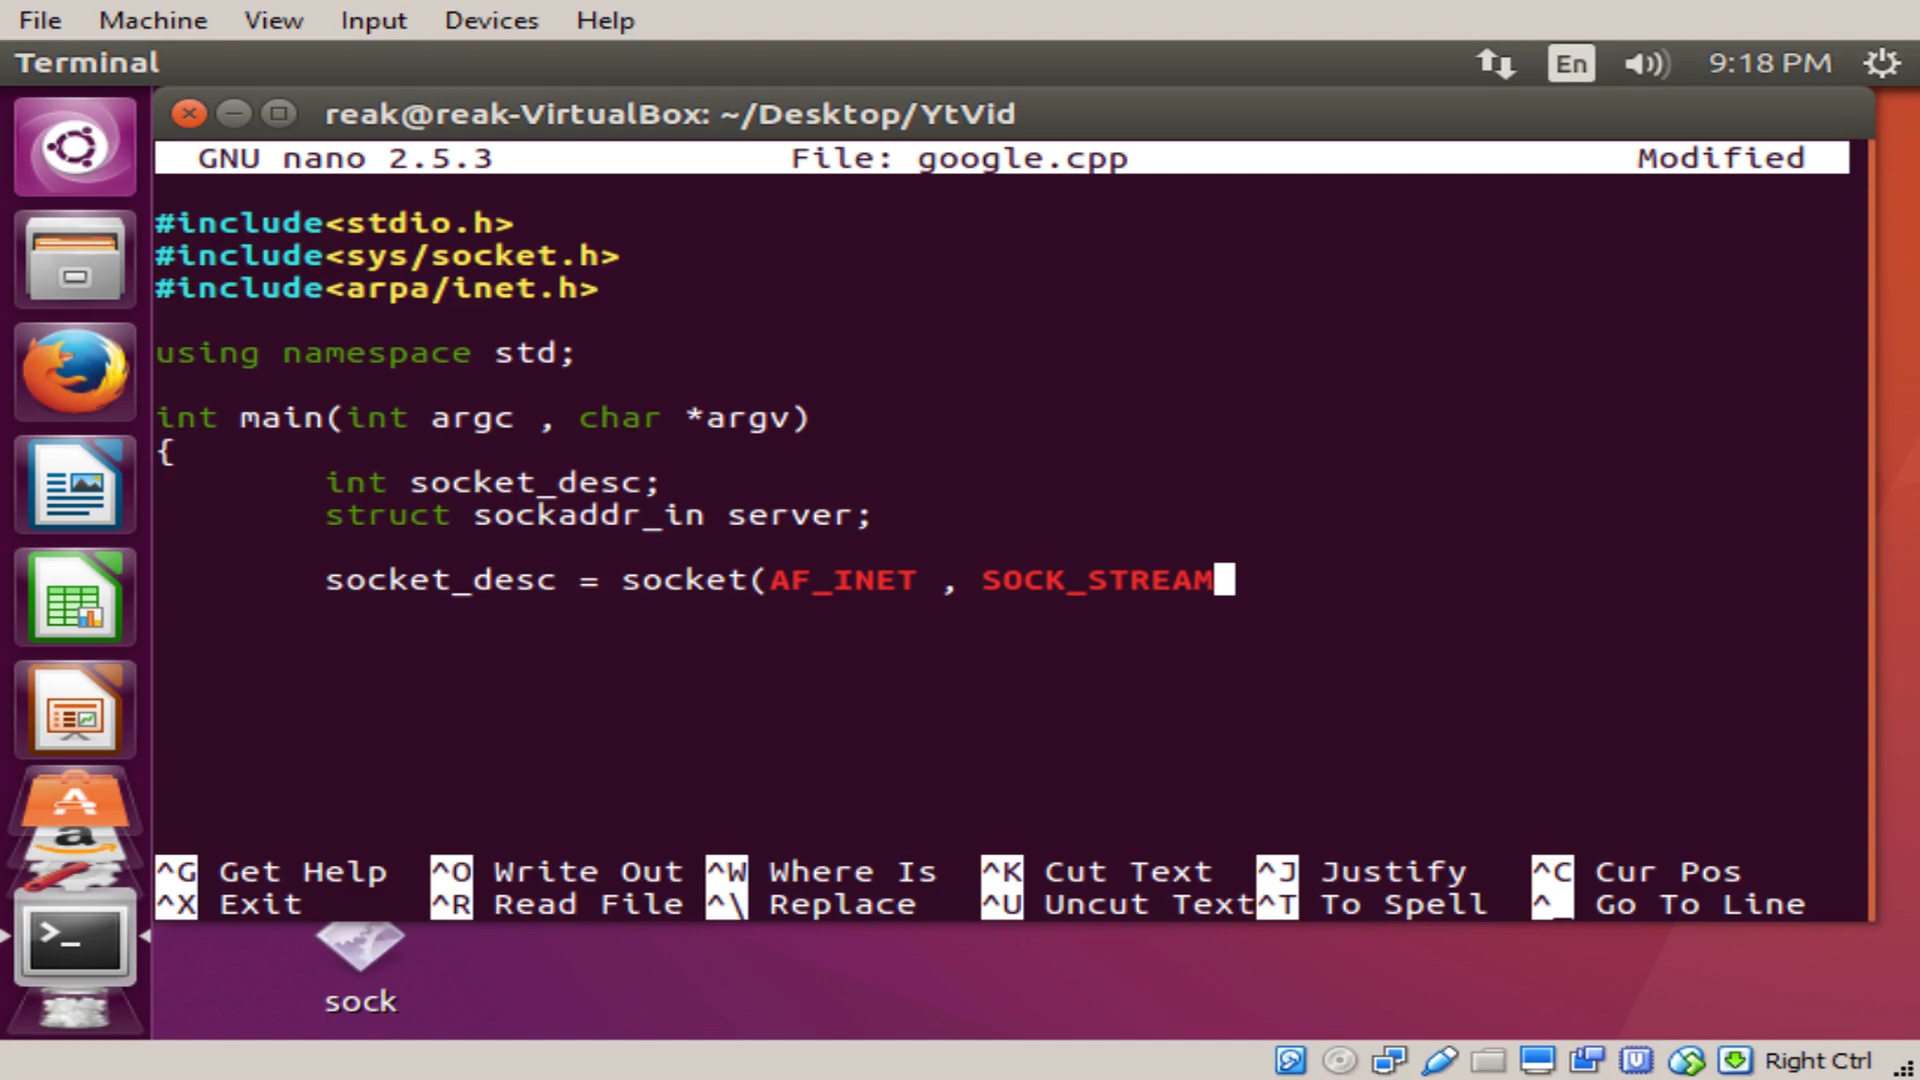 File Machine View Input Devices Help
Terminal En 9:18 PM
reak@reak-VirtualBox: ~/Desktop/YtVid
GNU nano 2.5.3 File: google.cpp Modified
#include<stdio.h>
#include<sys/socket.h>
#include<arpa/inet.h>
using namespace std;
int main(int argc , char *argv)
{
int socket_desc;
struct sockaddr_in server;
socket_desc = socket(AF_INET , SOCK_STREAM
^G Get Help ^O Write Out ^W Where Is ^K Cut Text ^J Justify ^C Cur Pos
^X Exit ^R Read File ^\ Replace ^U Uncut Text ^T To Spell ^_ Go To Line
sock
Right Ctrl